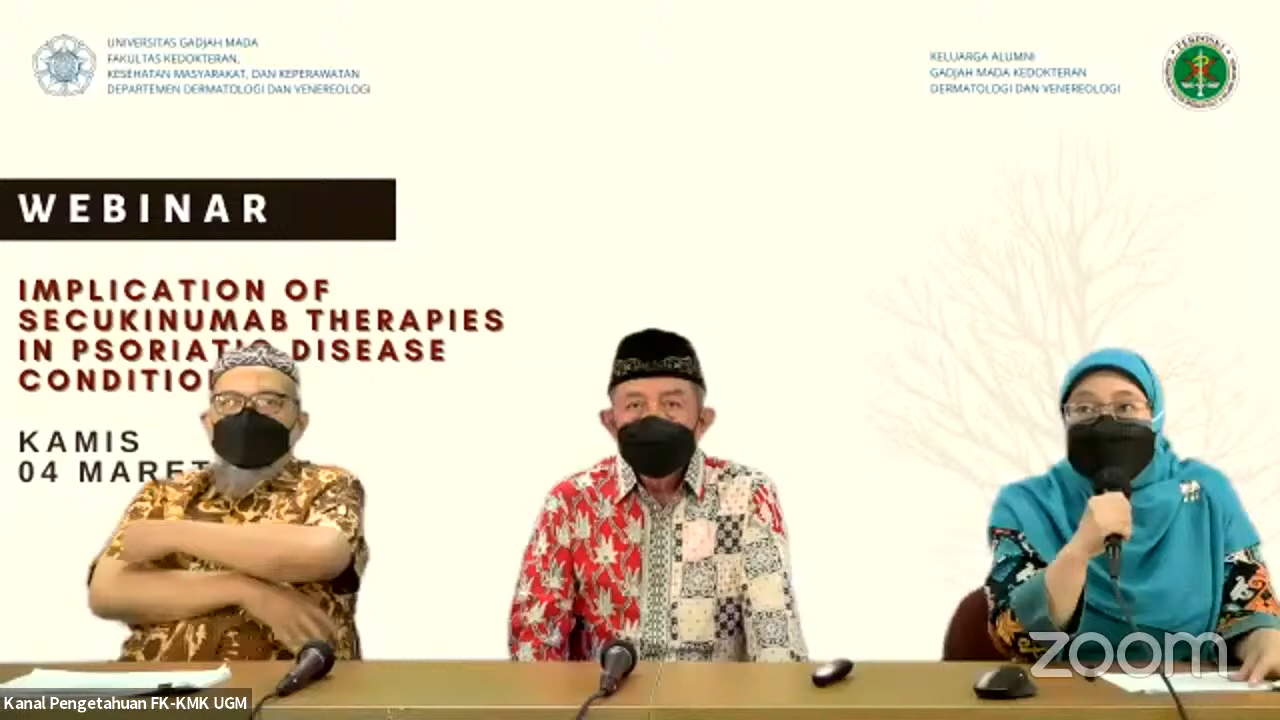 UNIVERSITAS GADJAH MADA
FAKULTAS KEDOKTERAN,
KESEHATAN MASYARAKAT, DAN KEPERAWATAN
DEPARTEMEN DERMATOLOGI DAN VENEREOLOGI
KELUARGA ALUMNI
GADJAH MADA KEDOKTERAN
DERMATOLOGI DAN VENEREOLOGI
PERDOSKI
WEBINAR
IMPLICATION OF
SECUKINUMAB THERAPIES
IN PSORIATIC DISEASE
CONDITIO
KAMIS
04 MARET
zoom
Kanal Pengetahuan FK-KMK UGM